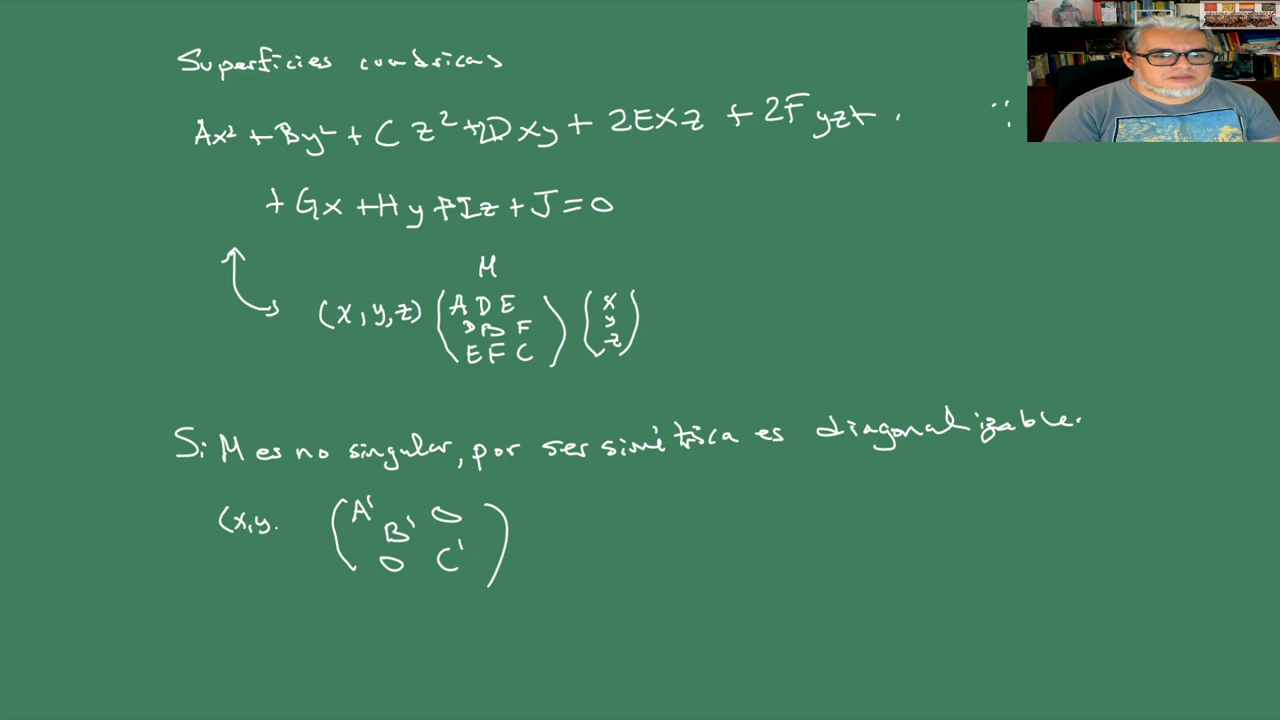 Superficies cuádricas
Ax² + By² + Cz² + 2Dxy + 2Exz + 2Fyz +
+ Gx + Hy + Iz + J = 0
M
(x, y, z) (A D E
D B F
E F C) (x
y
z)
Si M es no singular, por ser simétrica es diagonalizable.
(x,y. (A' 
B' 0
0 C')